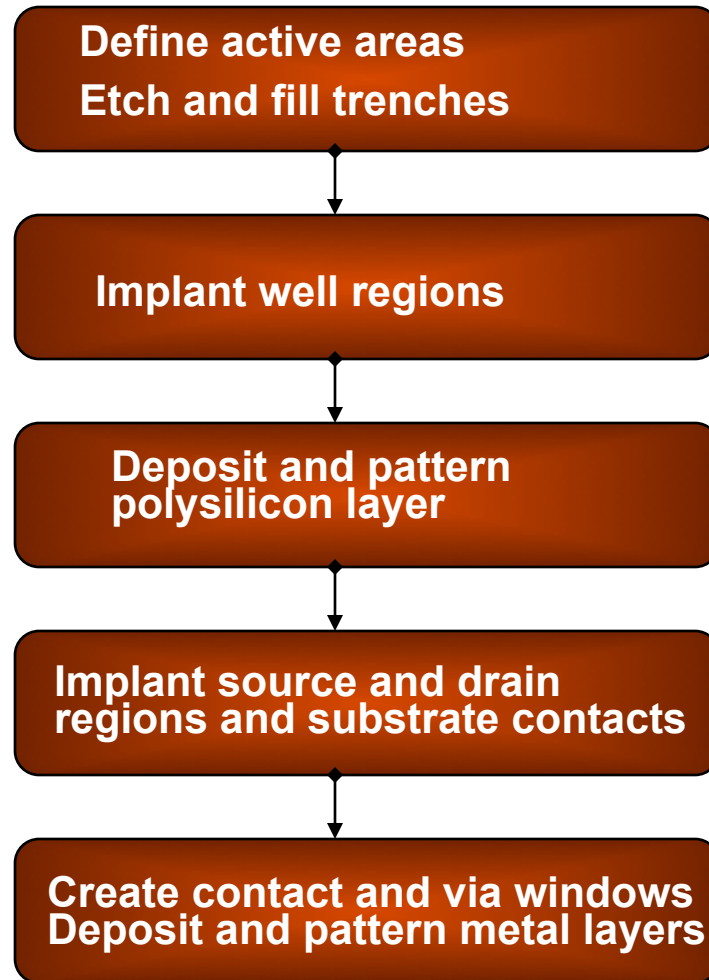 Define active areas
Etch and fill trenches
Implant well regions
Deposit and pattern
polysilicon layer
Implant source and drain
regions and substrate contacts
Create contact and via windows
Deposit and pattern metal layers